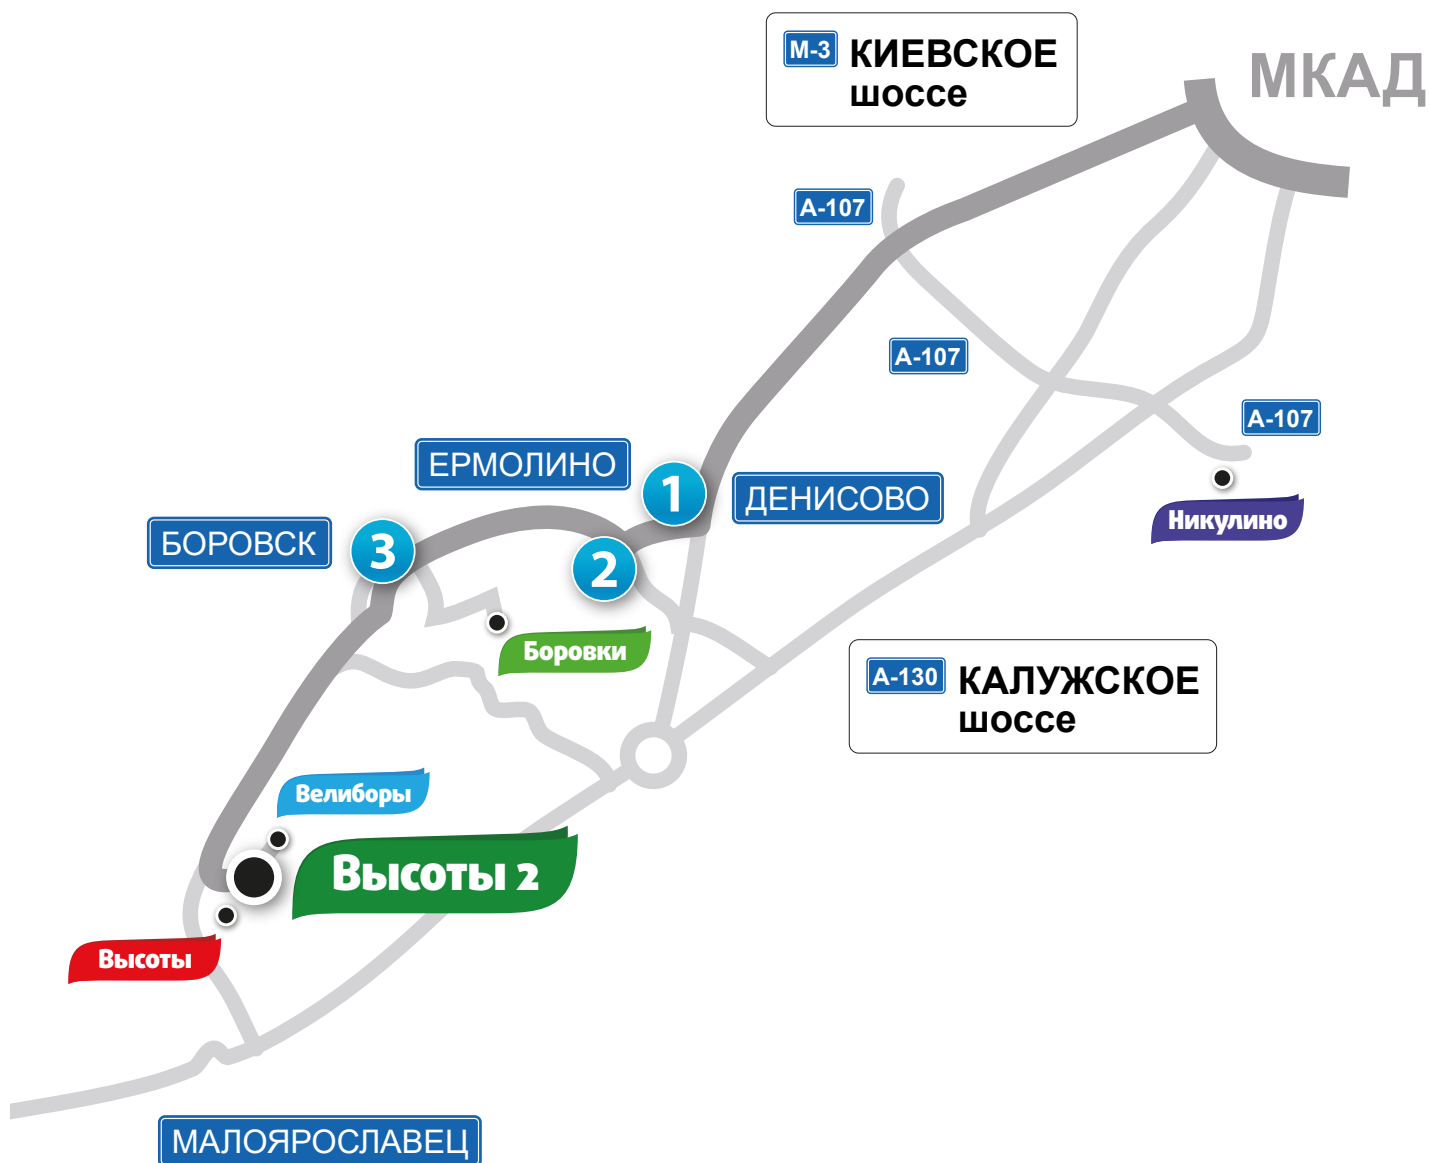 М-3 КИЕВСКОЕ
шоссе
МКАД
А-107
А-107
А-107
ЕРМОЛИНО
1
ДЕНИСОВО
БОРОВСК
3
2
Никулино
Боровки
А-130 КАЛУЖСКОЕ
шоссе
Велиборы
Высоты 2
Высоты
МАЛОЯРОСЛАВЕЦ